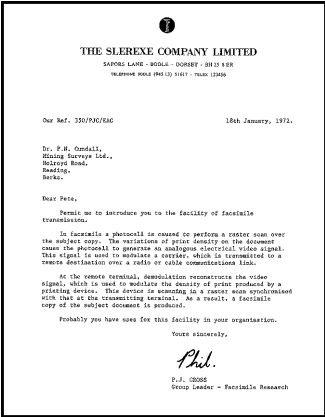 THE SLEREXE COMPANY LIMITED
SAPORS LANE - BOOLE - DORSET - BH 25 8 ER
TELEPHONE BOOLE (945 13) 51617 - TELEX 123456
Our Ref. 350/PJC/EAC
18th January, 1972.
Dr. P.N. Cundall,
Mining Surveys Ltd.,
Holroyd Road,
Reading,
Berks.
Dear Pete,
Permit me to introduce you to the facility of facsimile
transmission.
In facsimile a photocell is caused to perform a raster scan over
the subject copy. The variations of print density on the document
cause the photocell to generate an analogous electrical video signal.
This signal is used to modulate a carrier, which is transmitted to a
remote destination over a radio or cable communications link.
At the remote terminal, demodulation reconstructs the video
signal, which is used to modulate the density of print produced by a
printing device. This device is scanning in a raster scan synchronised
with that at the transmitting terminal. As a result, a facsimile
copy of the subject document is produced.
Probably you have uses for this facility in your organisation.
Yours sincerely,
Phil.
P.J. CROSS
Group Leader - Facsimile Research